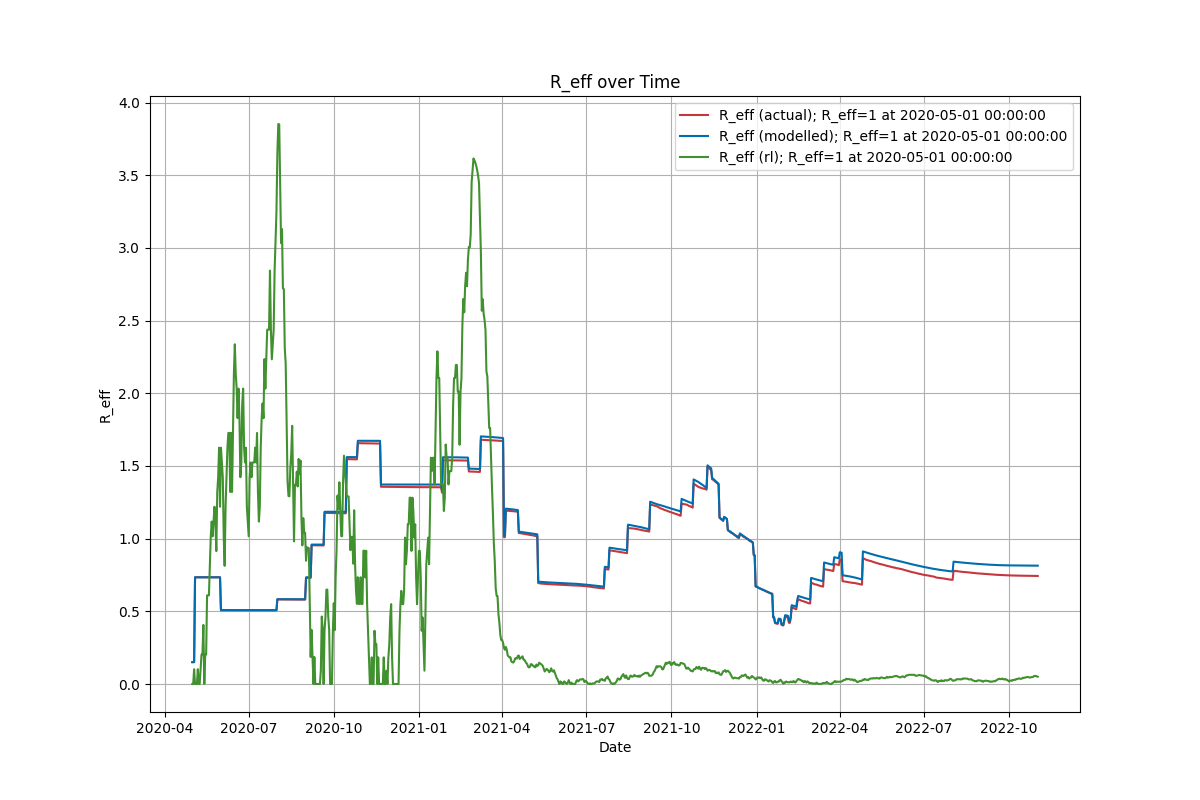 R_eff over Time
R_eff (actual); R_eff=1 at 2020-05-01 00:00:00
R_eff (modelled); R_eff=1 at 2020-05-01 00:00:00
R_eff (rl); R_eff=1 at 2020-05-01 00:00:00
R_eff
4.0
3.5
3.0
2.5
2.0
1.5
1.0
0.5
0.0
2020-04 2020-07 2020-10 2021-01 2021-04 2021-07 2021-10 2022-01 2022-04 2022-07 2022-10
Date